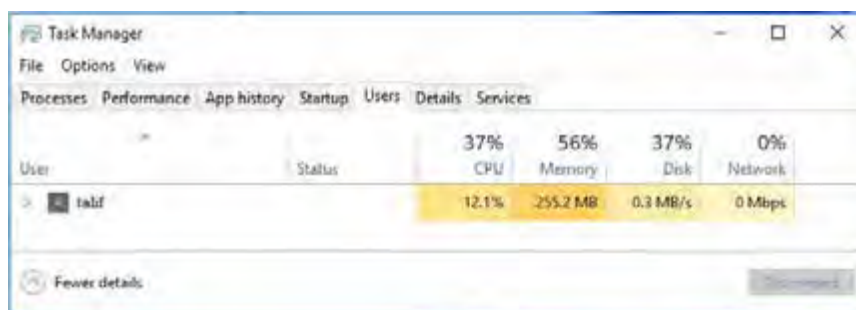 Task Manager
File Options View
Processes Performance App history Startup Users Details Services
37% 56% 37% 0%
User Status CPU Memory Disk Network
12.1% 255.2 MB 0.3 MB/s 0 Mbps
Fewer details